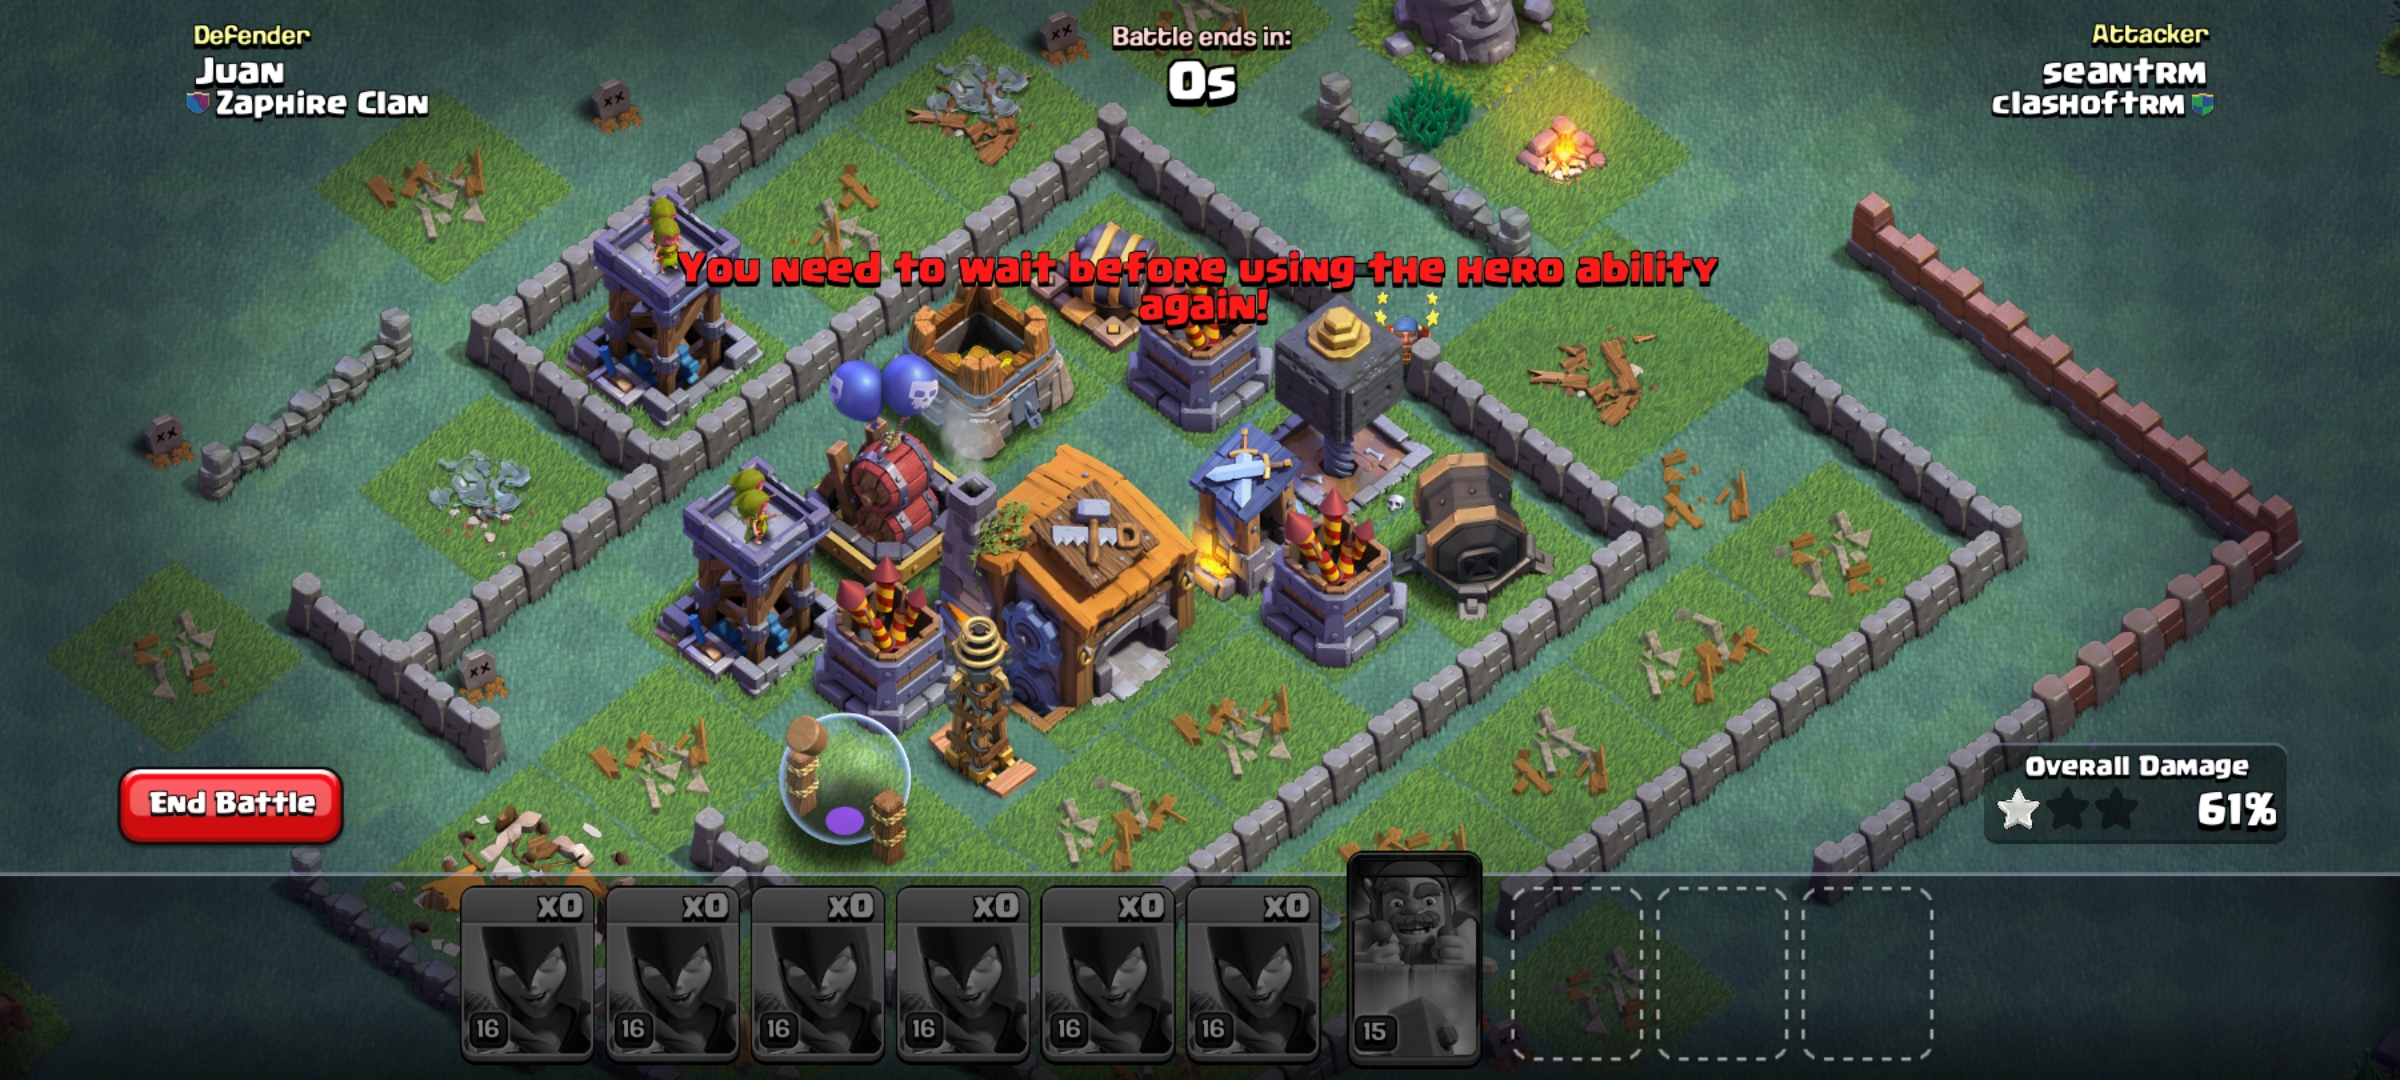 Defender
Juan
Zaphire Clan
Battle ends in:
0s
Attacker
seantrm
clashoftrm
You need to wait before using the hero ability
again!
End Battle
Overall Damage
61%
x0
x0
x0
x0
x0
x0
16
16
16
16
16
16
15